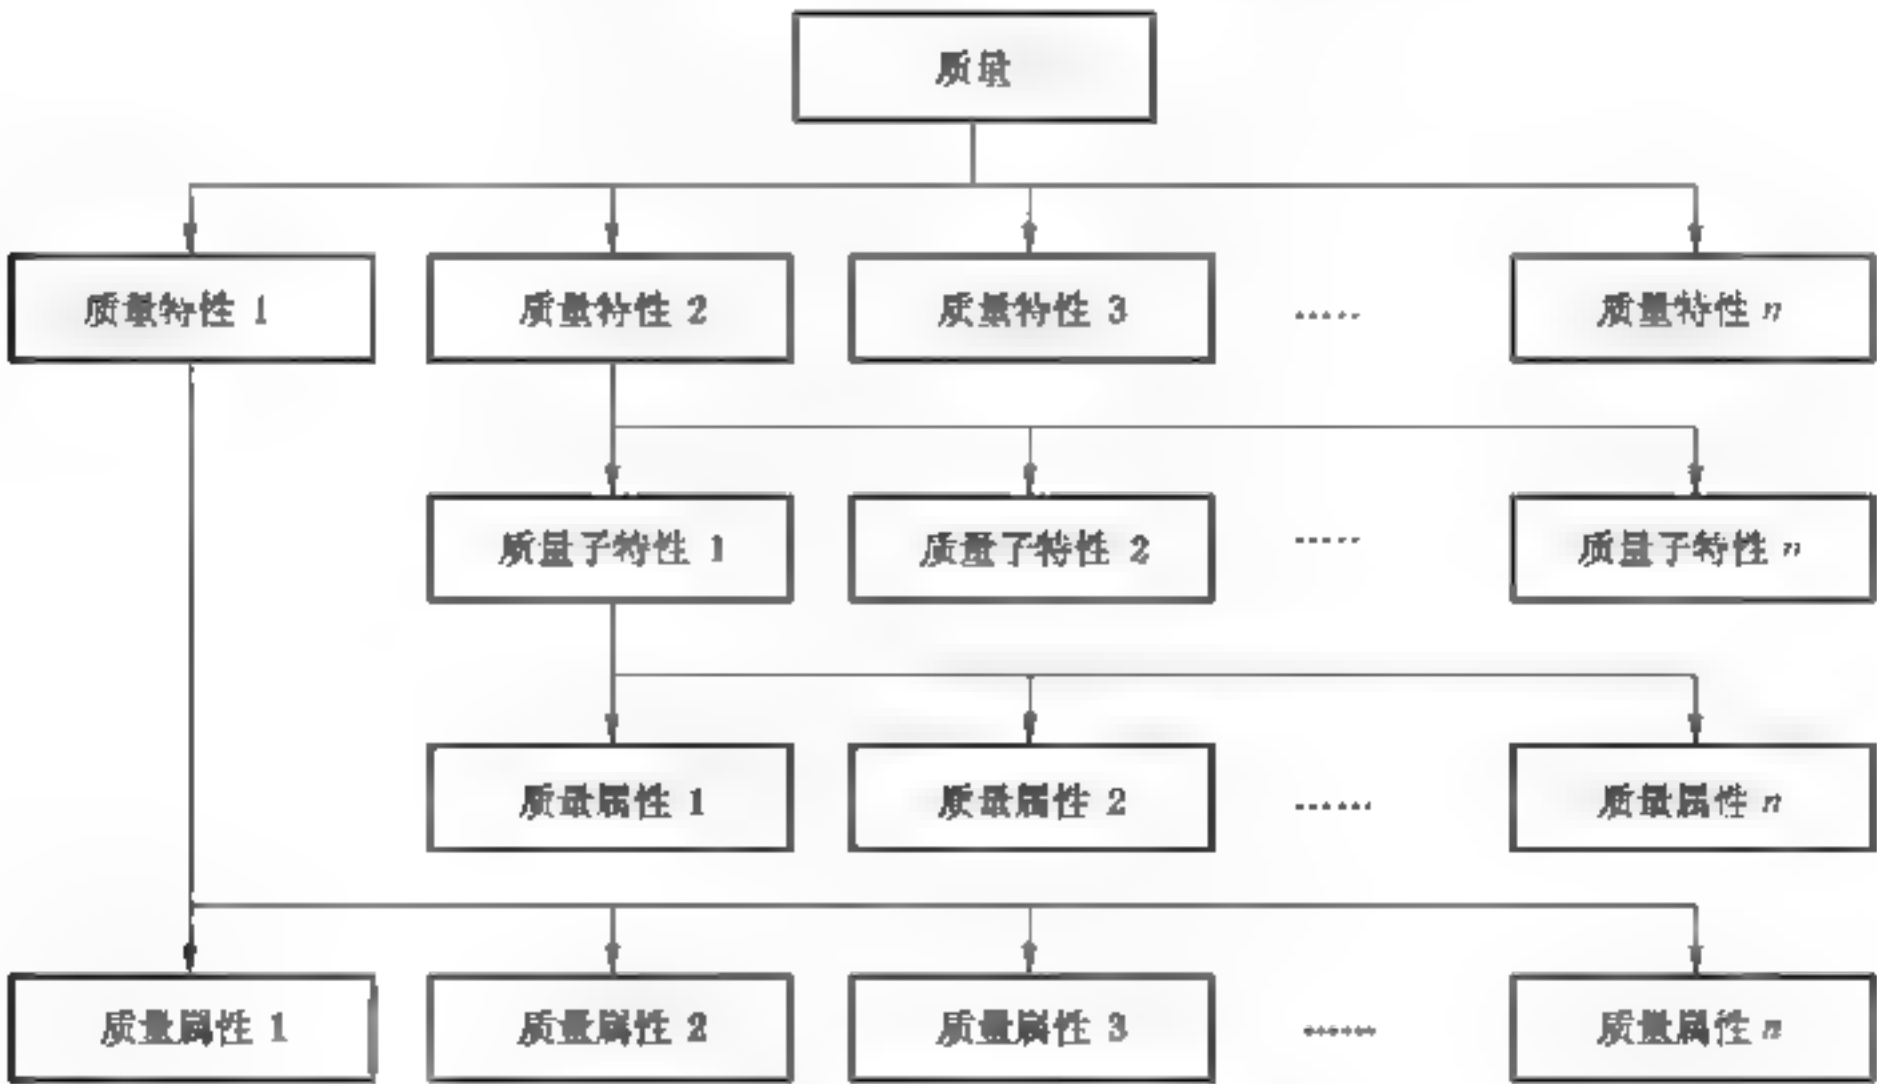 质量
质量特性 1 质量特性 2 质量特性 3 …… 质量特性 n
质量子特性 1 质量子特性 2 …… 质量子特性 n
质量属性 1 质量属性 2 …… 质量属性 n
质量属性 1 质量属性 2 质量属性 3 …… 质量属性 n